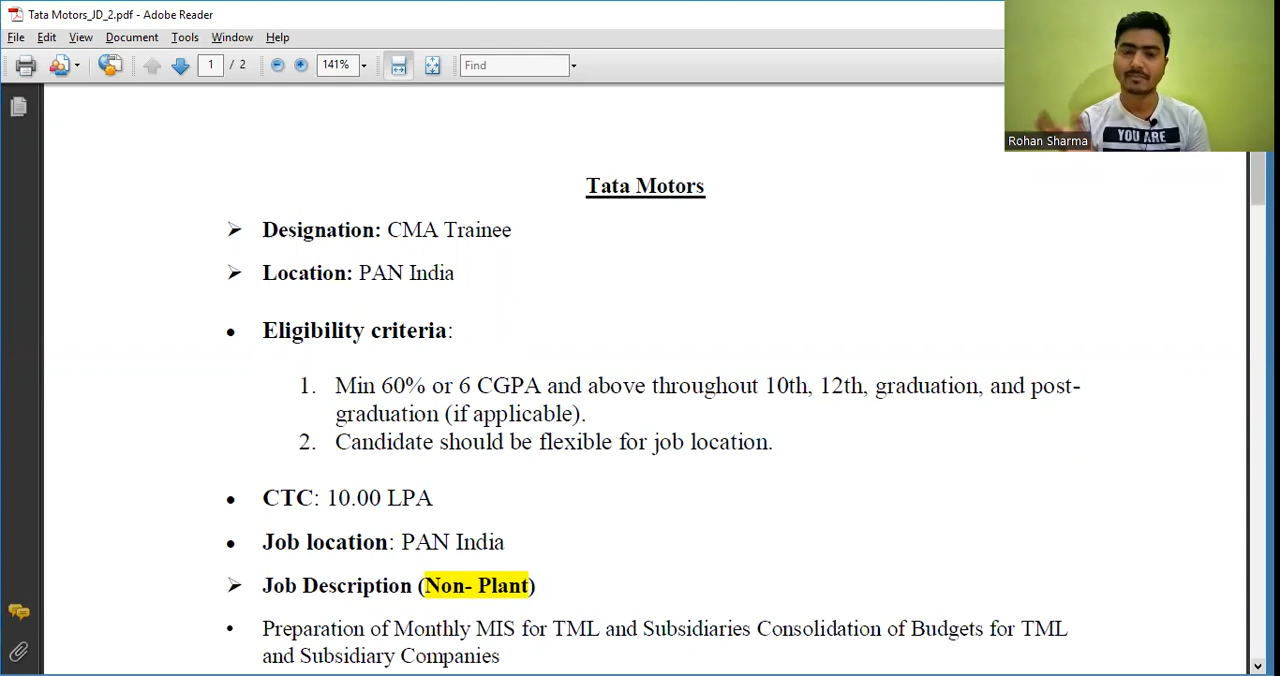 Tata Motors_JD_2.pdf - Adobe Reader
File Edit View Document Tools Window Help
1 / 2 141% Find
Rohan Sharma
YOU ARE
Tata Motors
➢ Designation: CMA Trainee
➢ Location: PAN India
• Eligibility criteria:
1. Min 60% or 6 CGPA and above throughout 10th, 12th, graduation, and post-
graduation (if applicable).
2. Candidate should be flexible for job location.
• CTC: 10.00 LPA
• Job location: PAN India
➢ Job Description (Non- Plant)
• Preparation of Monthly MIS for TML and Subsidiaries Consolidation of Budgets for TML
and Subsidiary Companies